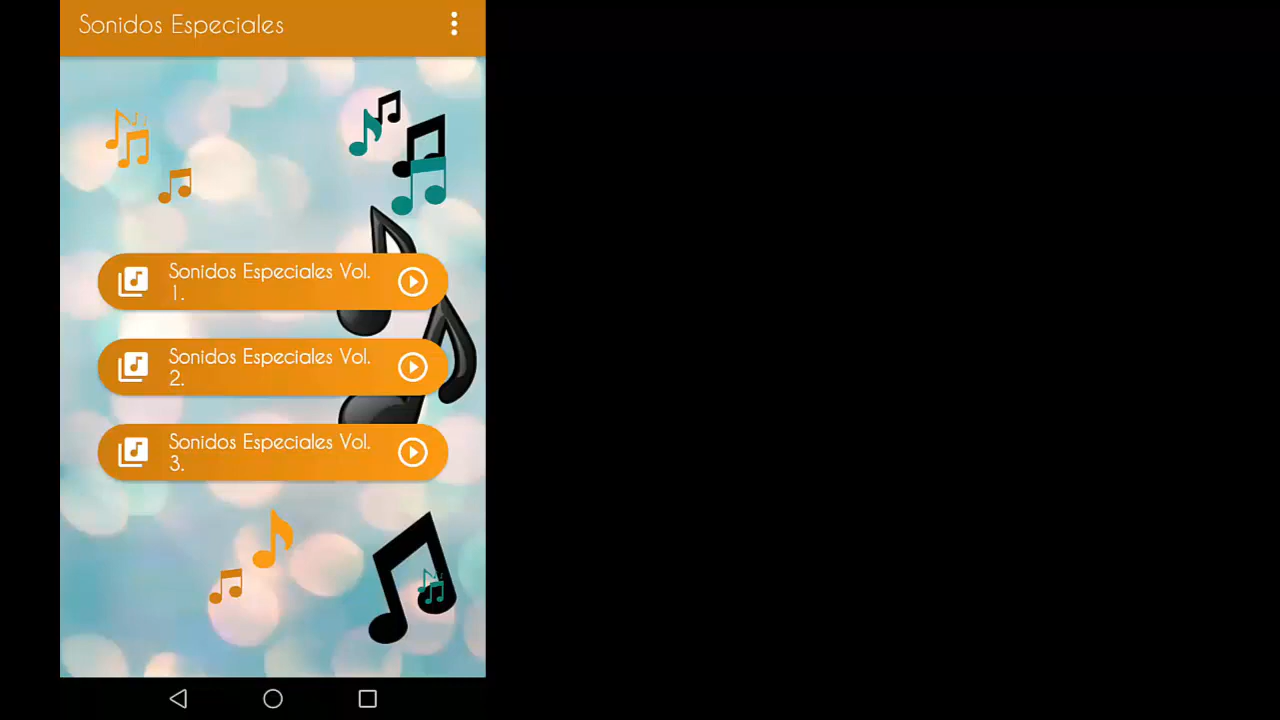 Sonidos Especiales
Sonidos Especiales Vol.
1.
Sonidos Especiales Vol.
2.
Sonidos Especiales Vol.
3.